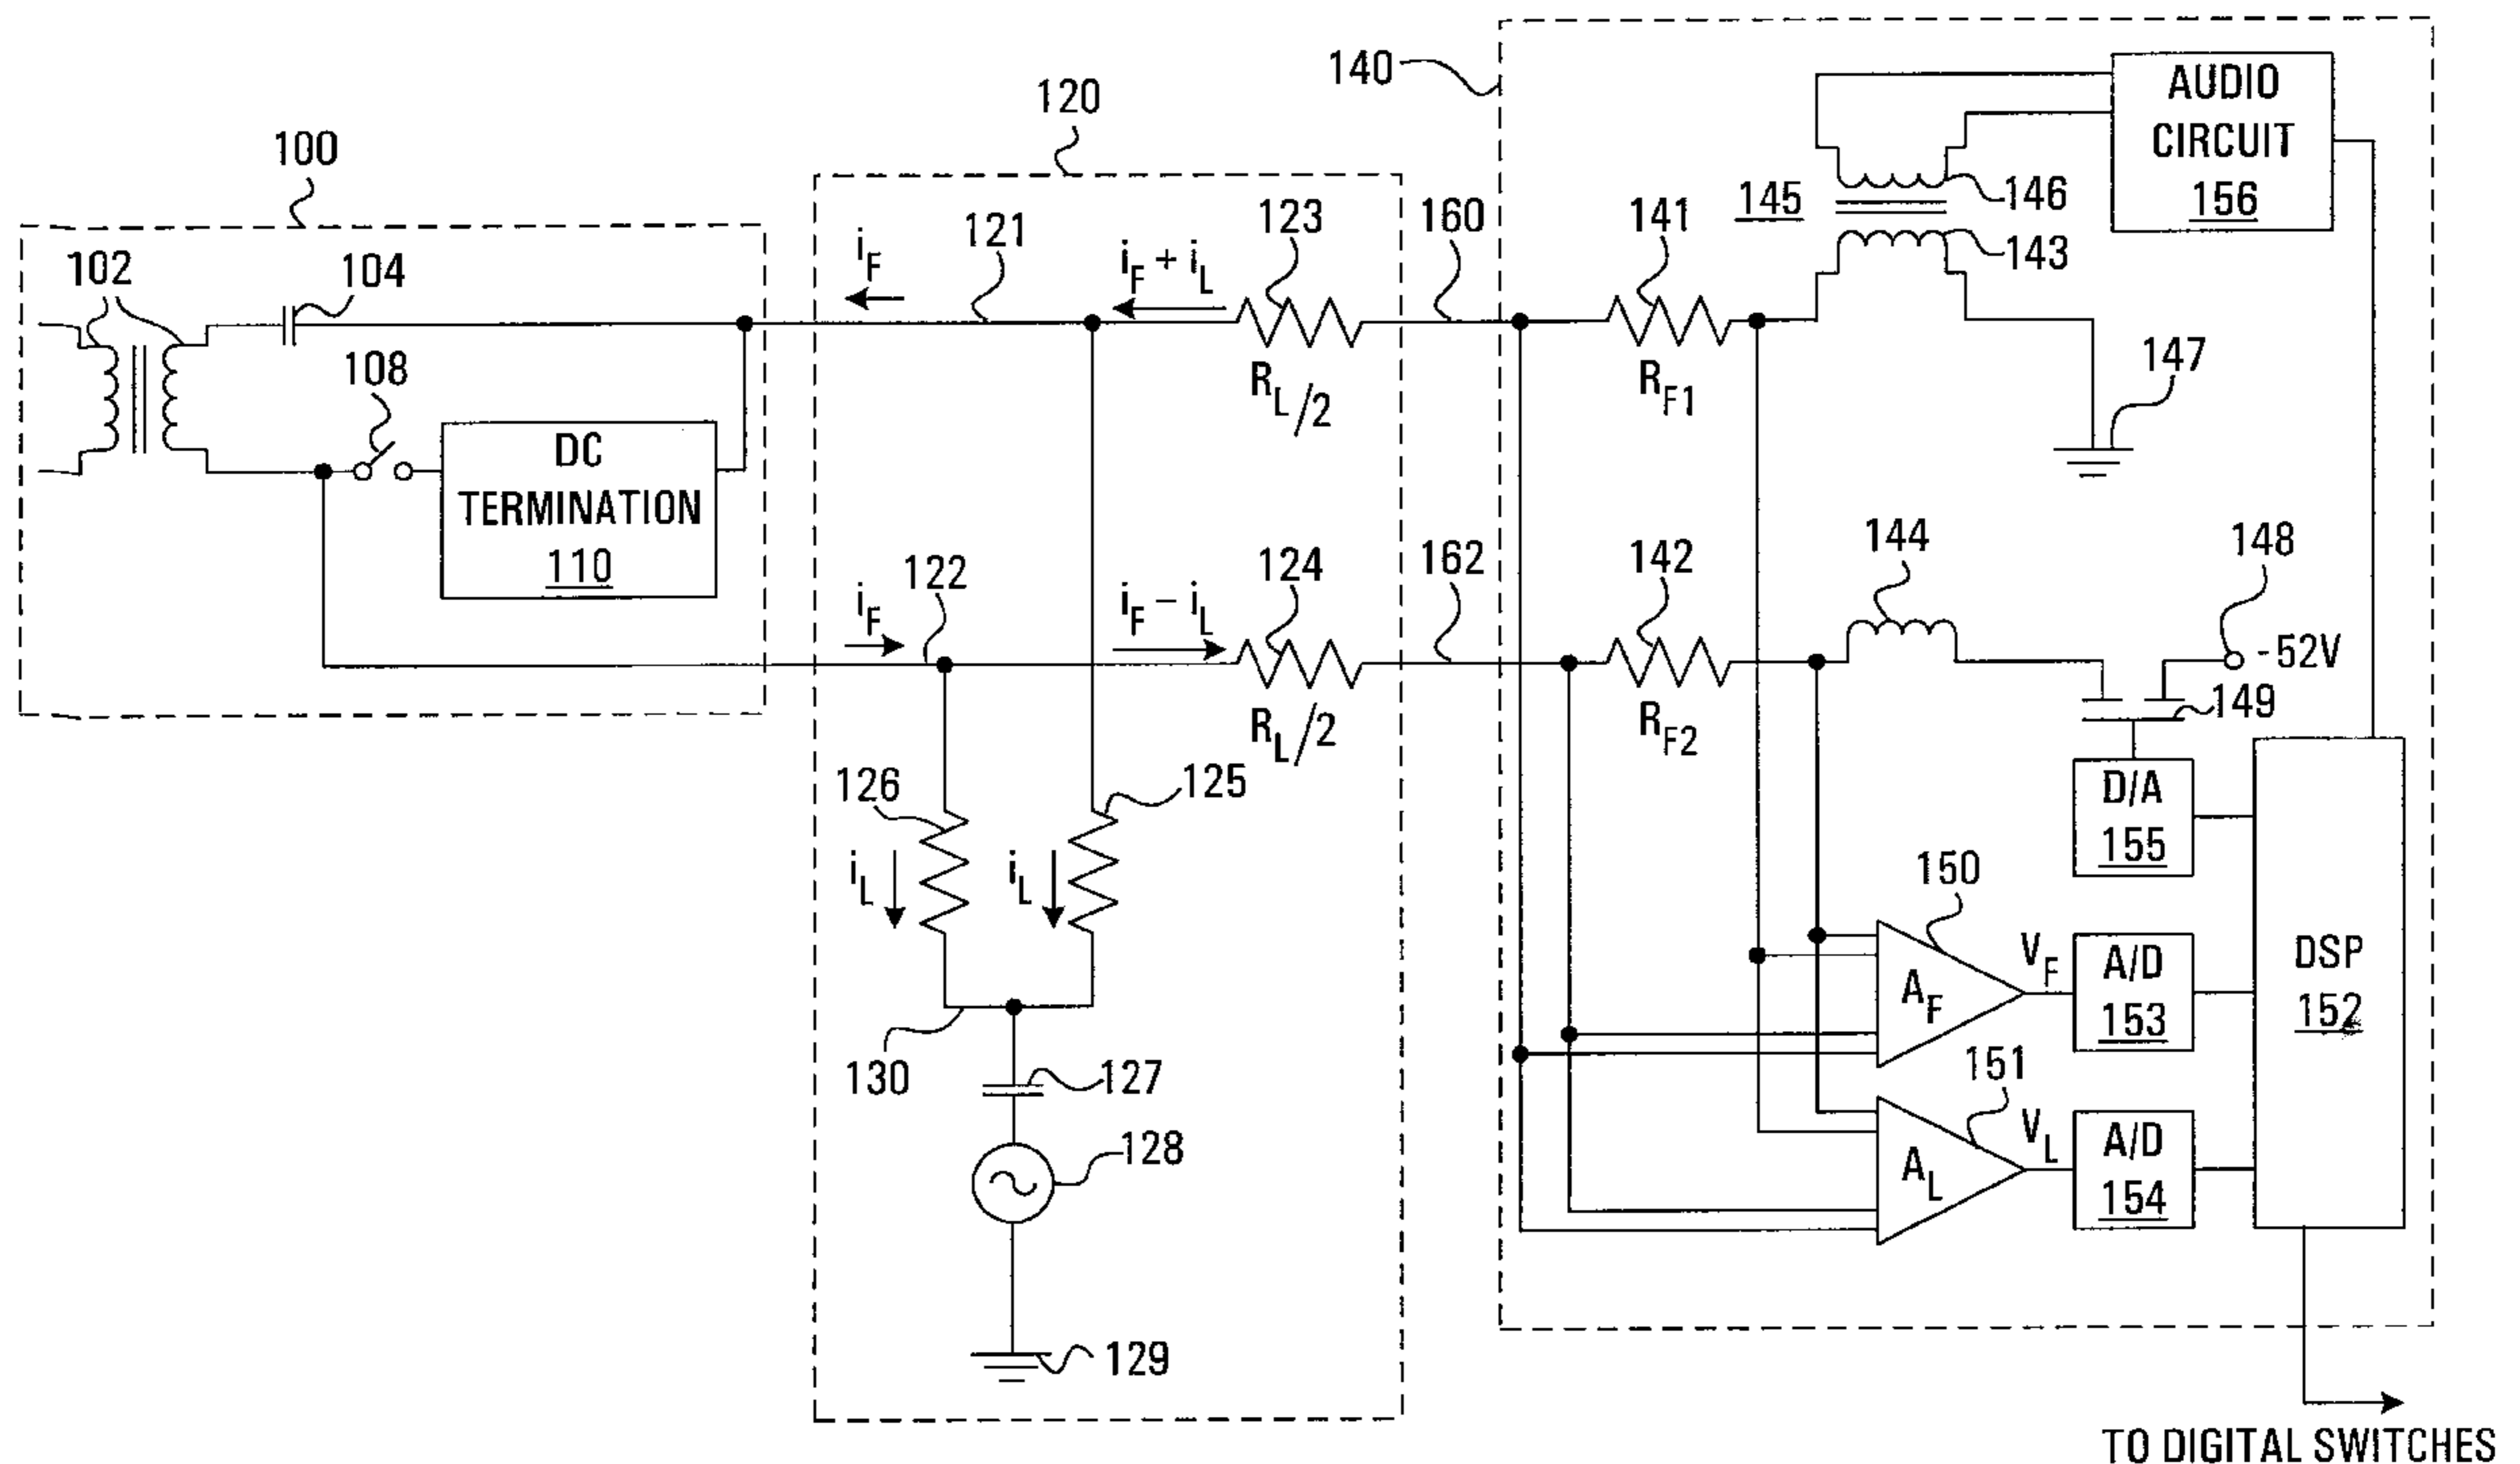 140
120
100
102
104
108
DC
TERMINATION
110
i_F
121
i_F + i_L
123
R_L/2
160
141
R_F1
145
146
143
AUDIO
CIRCUIT
156
147
i_F
122
i_F − i_L
124
R_L/2
162
142
R_F2
144
148
-52V
149
126
125
i_L
i_L
130
127
128
129
D/A
155
150
A_F
V_F
A/D
153
151
A_L
V_L
A/D
154
DSP
152
TO DIGITAL SWITCHES